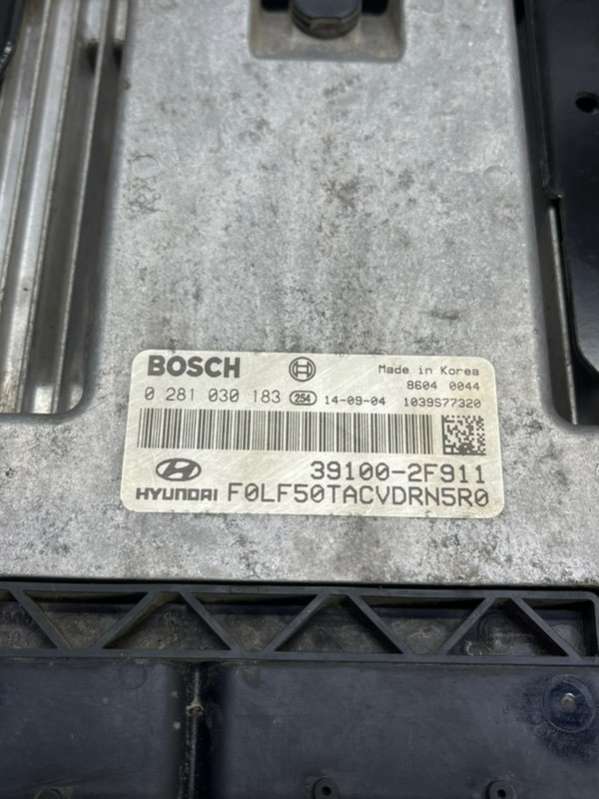 BOSCH
Made in Korea
8604 0044
0 281 030 183 254 14-09-04 1039S77320
39100-2F911
HYUNDAI F0LF50TACVDRN5R0